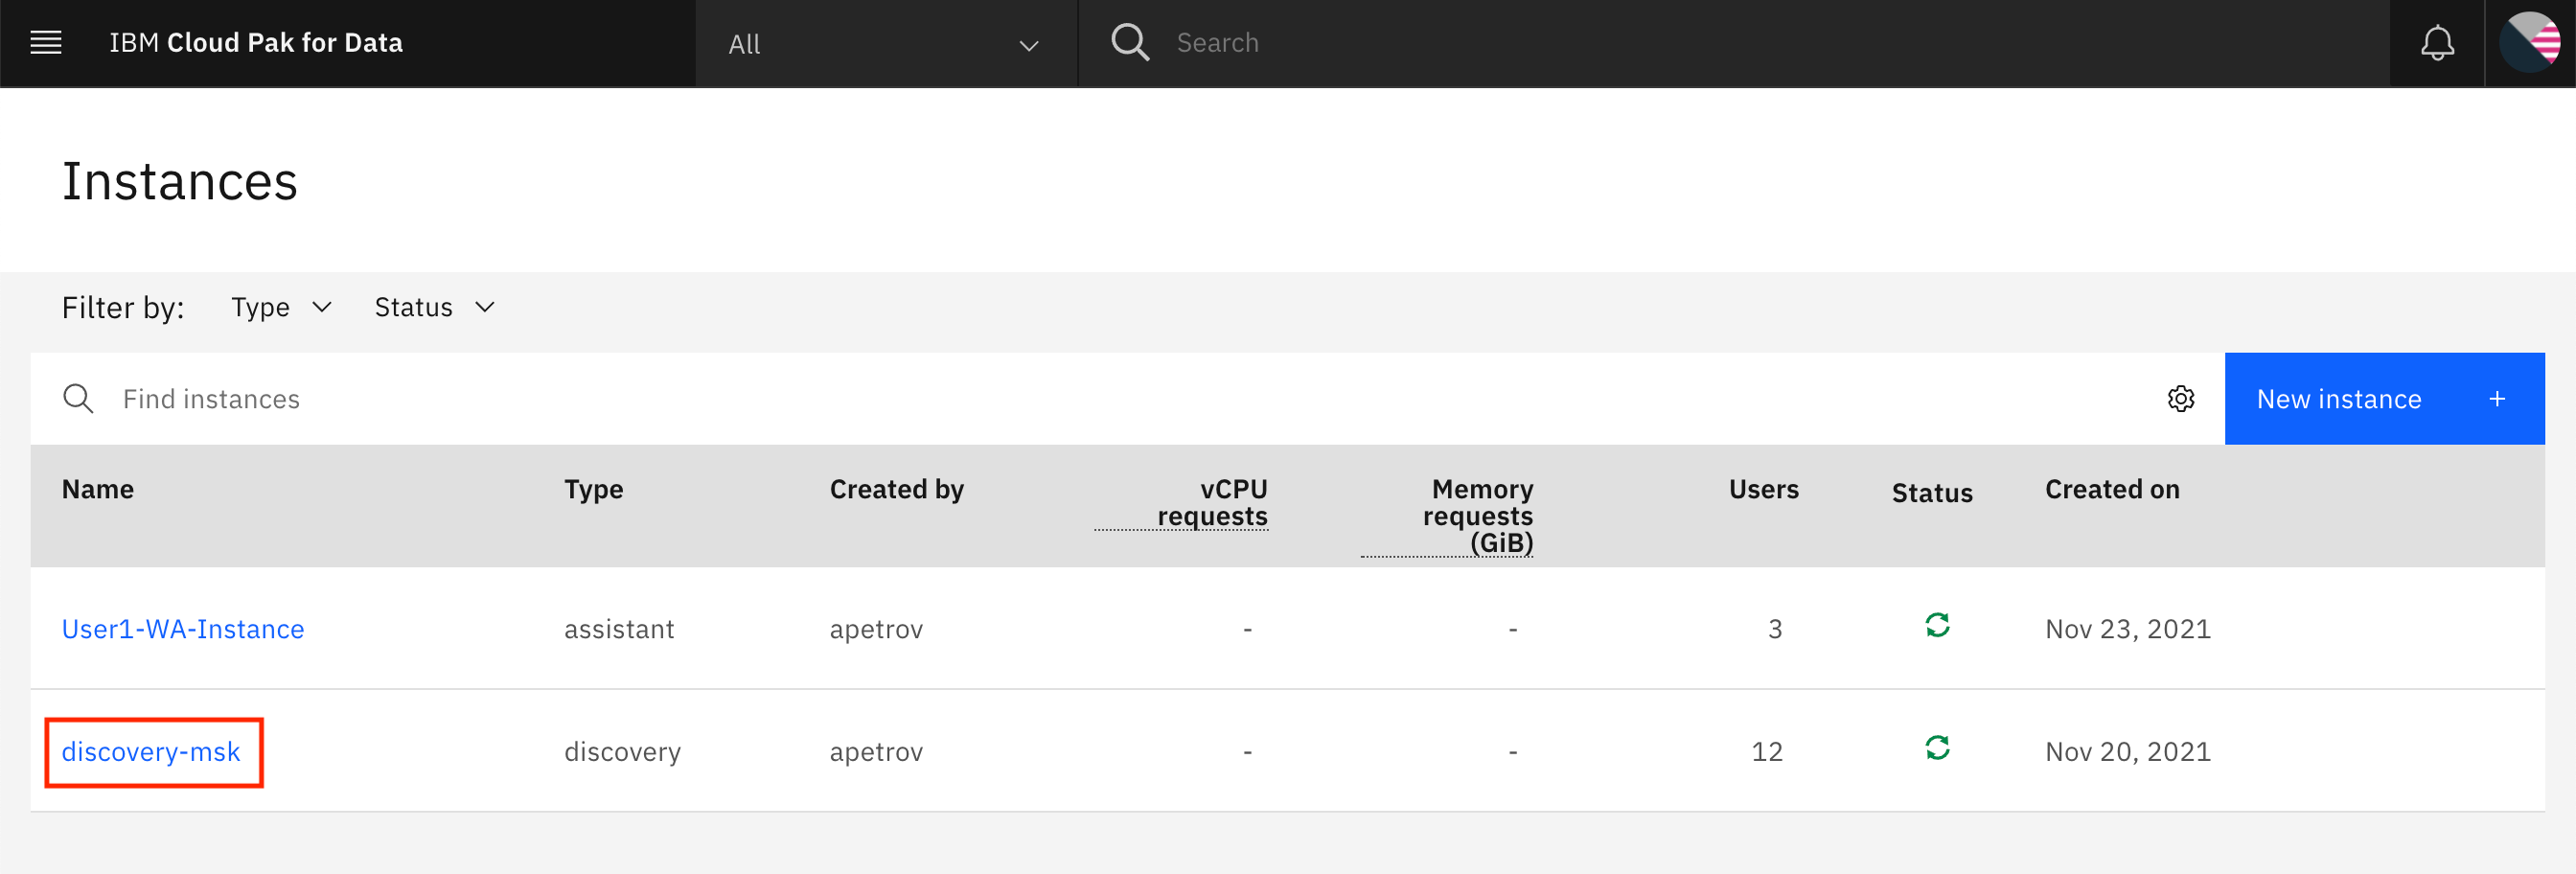 IBM Cloud Pak for Data
All
Search
Instances
Filter by: Type Status
Find instances
New instance +
Name Type Created by vCPU requests Memory requests (GiB) Users Status Created on
User1-WA-Instance assistant apetrov - - 3 Nov 23, 2021
discovery-msk discovery apetrov - - 12 Nov 20, 2021